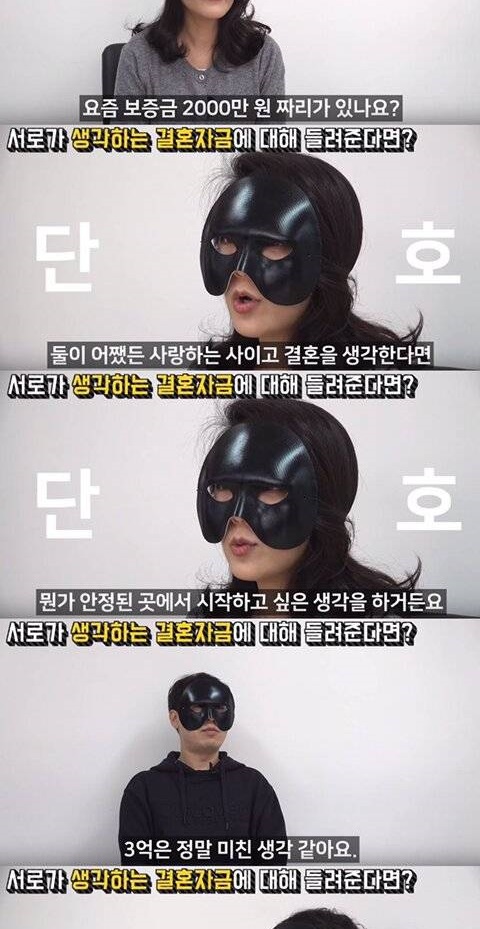 요즘 보증금 2000만 원 짜리가 있나요?
서로가 생각하는 결혼자금에 대해 들려준다면?
단 호
둘이 어쨌든 사랑하는 사이고 결혼을 생각한다면
서로가 생각하는 결혼자금에 대해 들려준다면?
단 호
뭔가 안정된 곳에서 시작하고 싶은 생각을 하거든요
서로가 생각하는 결혼자금에 대해 들려준다면?
3억은 정말 미친 생각 같아요.
서로가 생각하는 결혼자금에 대해 들려준다면?